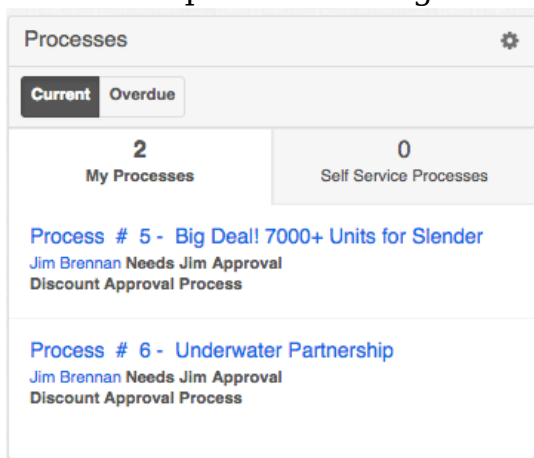 Processes
Current Overdue
2 0
My Processes Self Service Processes
Process # 5 - Big Deal! 7000+ Units for Slender
Jim Brennan Needs Jim Approval
Discount Approval Process
Process # 6 - Underwater Partnership
Jim Brennan Needs Jim Approval
Discount Approval Process